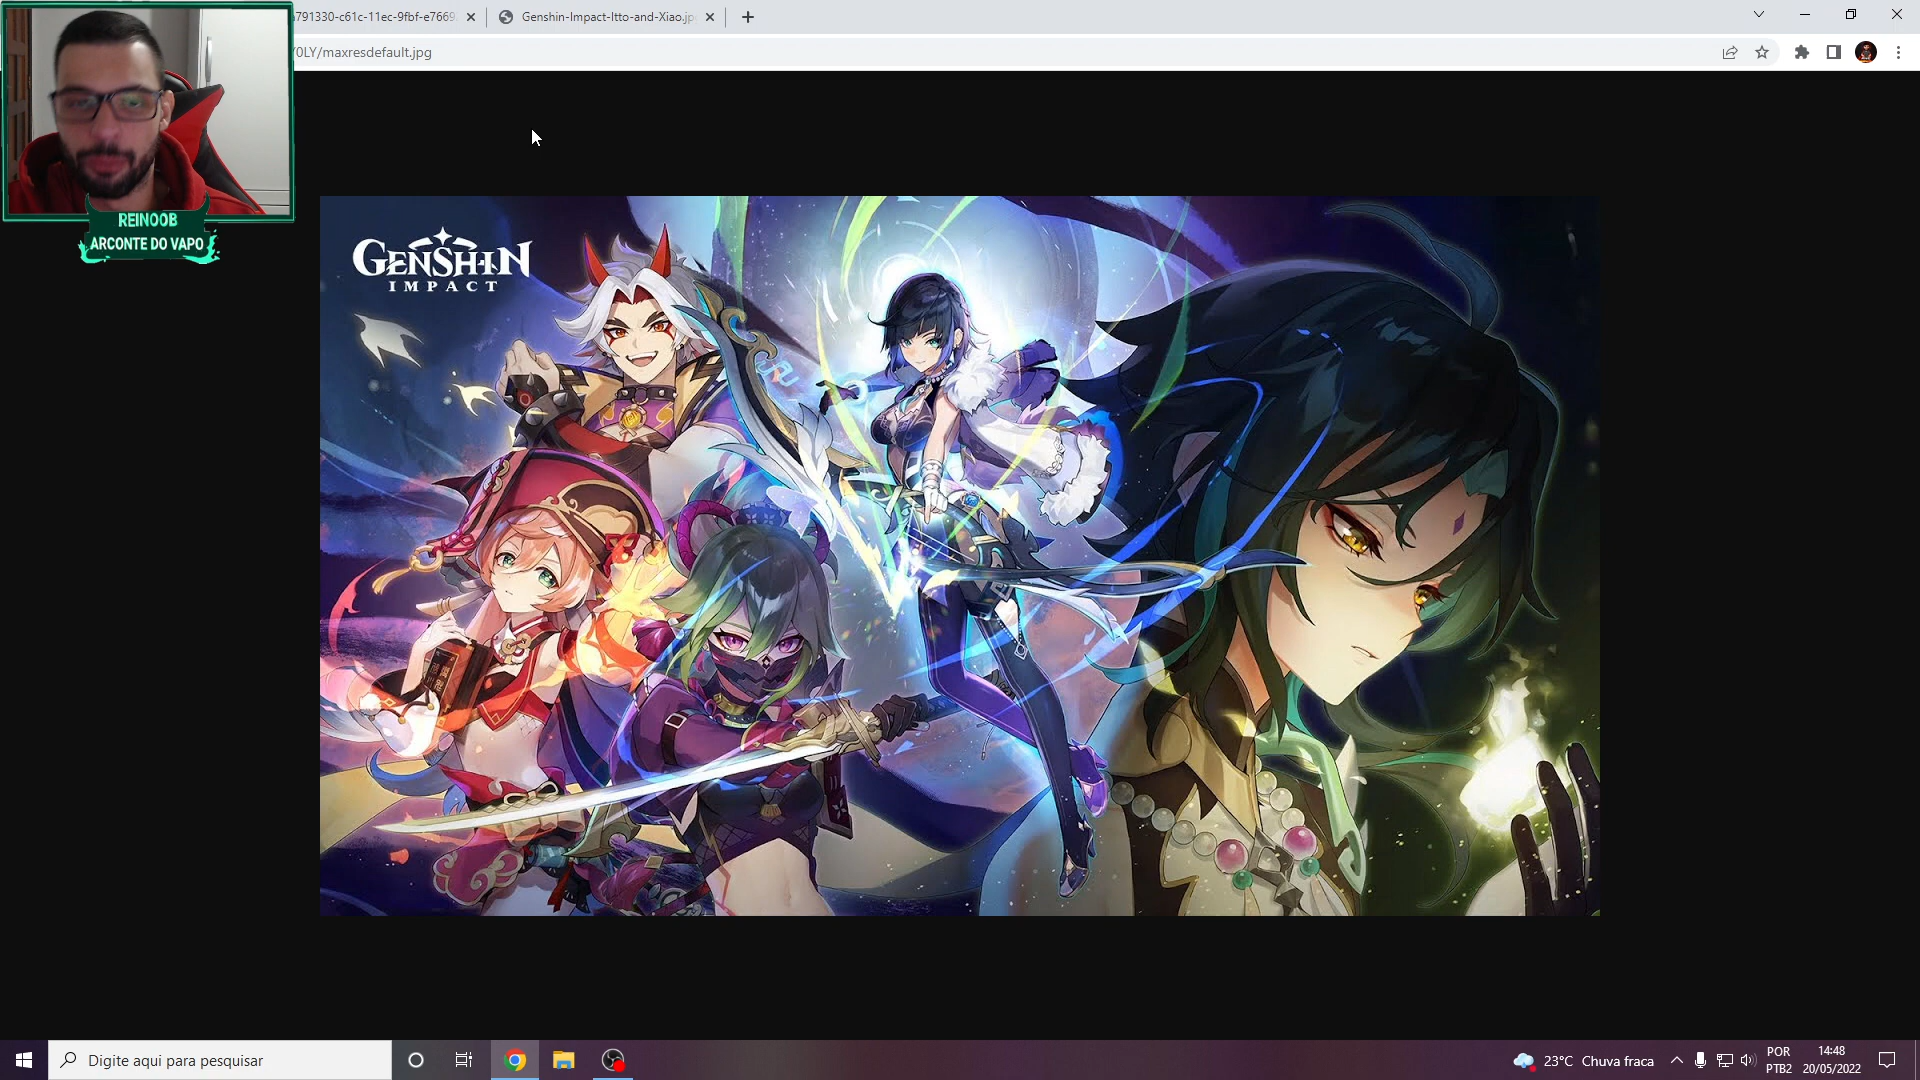 791330-c61c-11ec-9fbf-e7669
Genshin-Impact-Itto-and-Xiao.jp
0LY/maxresdefault.jpg
REINOOB
ARCONTE DO VAPO
GENSHIN
IMPACT
Digite aqui para pesquisar
23°C Chuva fraca
POR
PTB2
14:48
20/05/2022